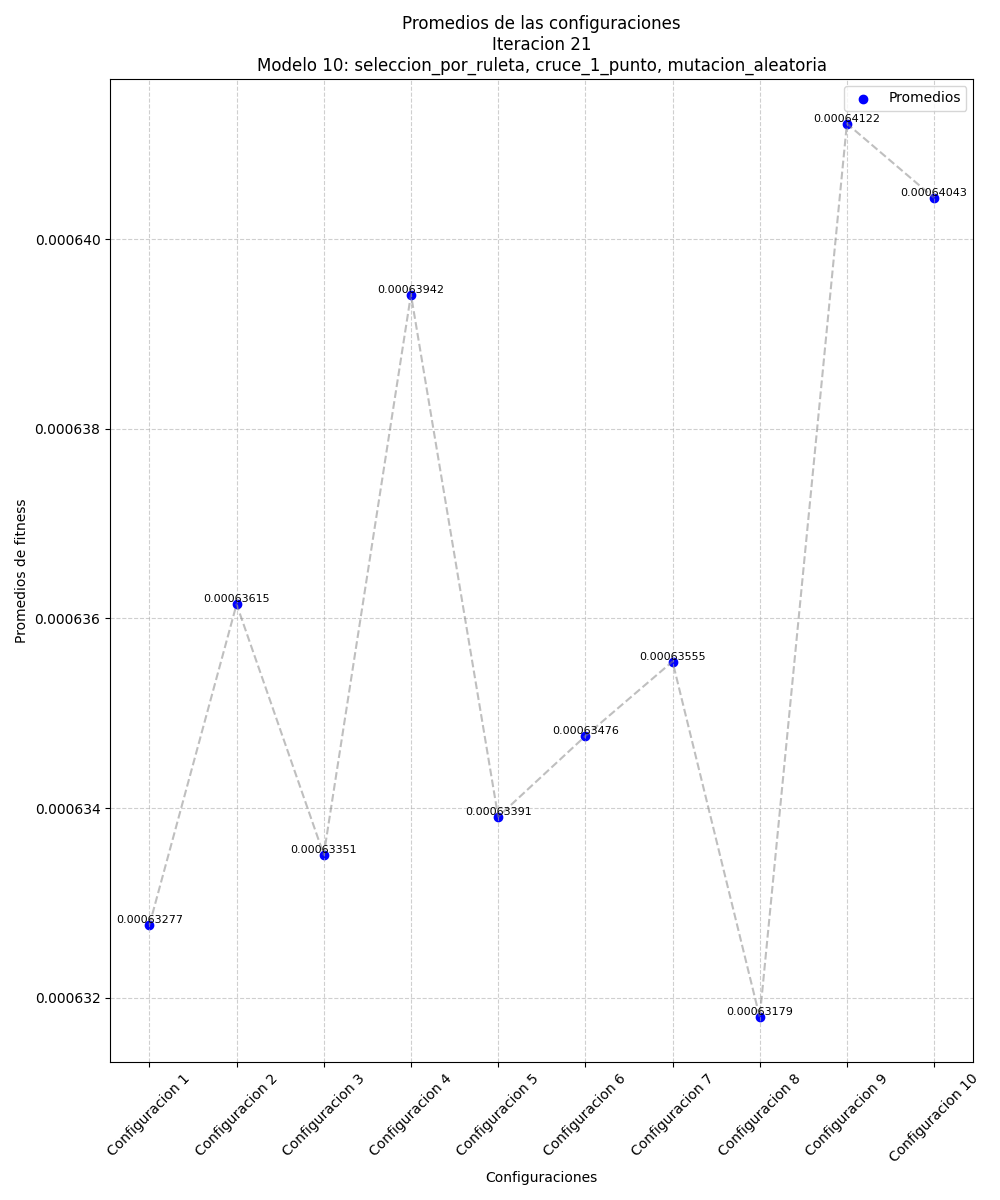 Promedios de las configuraciones
Iteracion 21
Modelo 10: seleccion_por_ruleta, cruce_1_punto, mutacion_aleatoria
Promedios
0.00064122
0.00064043
0.000640
0.00063942
0.000638
Promedios de fitness
0.00063615
0.000636
0.00063555
0.00063476
0.000634
0.00063391
0.00063351
0.00063277
0.000632
0.00063179
Configuracion 1
Configuracion 2
Configuracion 3
Configuracion 4
Configuracion 5
Configuracion 6
Configuracion 7
Configuracion 8
Configuracion 9
Configuracion 10
Configuraciones